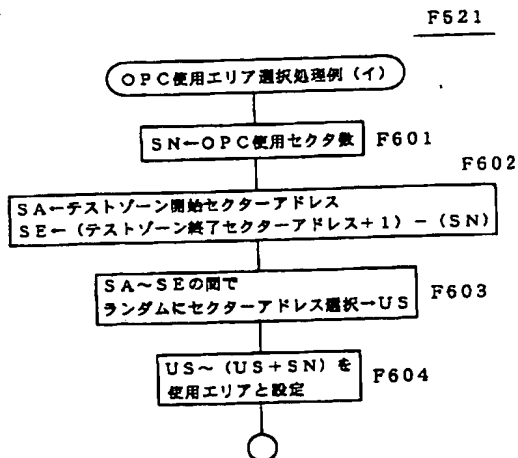 F521
OPC使用エリア選択処理例(イ)
SN←OPC使用セクタ数
F601
F602
SA←テストゾーン開始セクターアドレス
SE←(テストゾーン終了セクターアドレス+1)-(SN)
SA~SEの間で
ランダムにセクターアドレス選択→US
F603
US~(US+SN)を
使用エリアと設定
F604